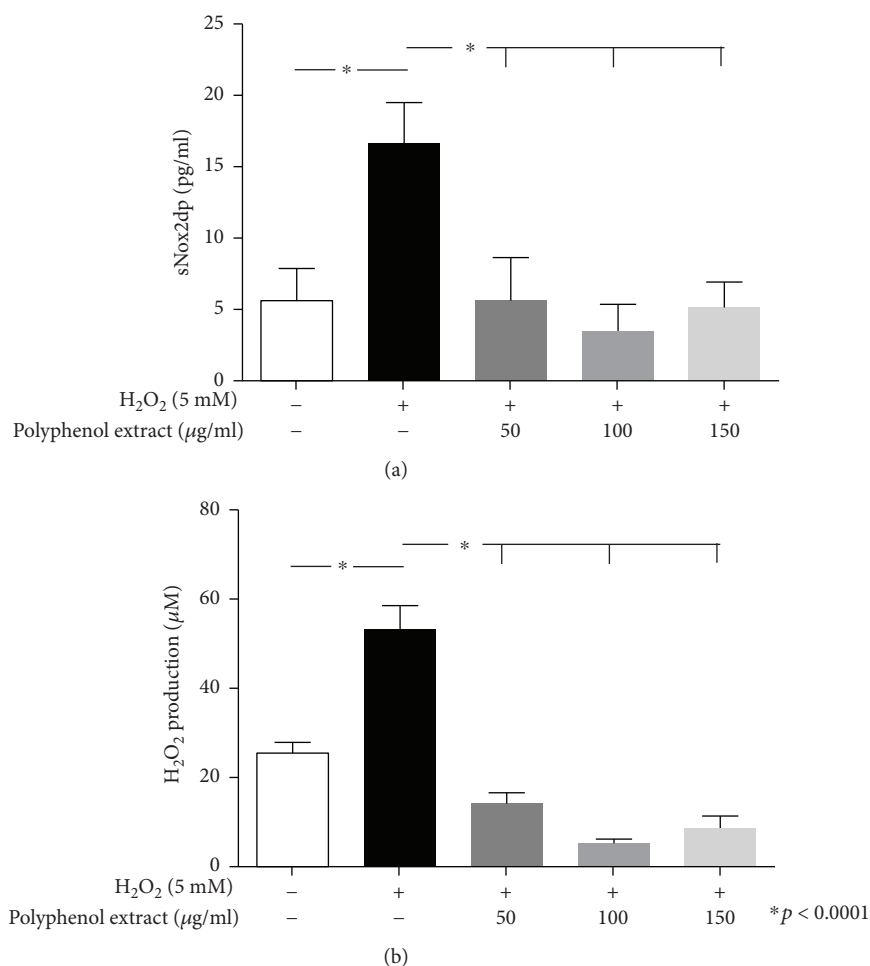 25
20
15
10
5
0
sNox2dp (pg/ml)
*
*
H₂O₂ (5 mM) – + + + +
Polyphenol extract (μg/ml) – – 50 100 150
(a)
80
60
40
20
0
H₂O₂ production (μM)
*
*
H₂O₂ (5 mM) – + + + +
Polyphenol extract (μg/ml) – – 50 100 150
*p < 0.0001
(b)